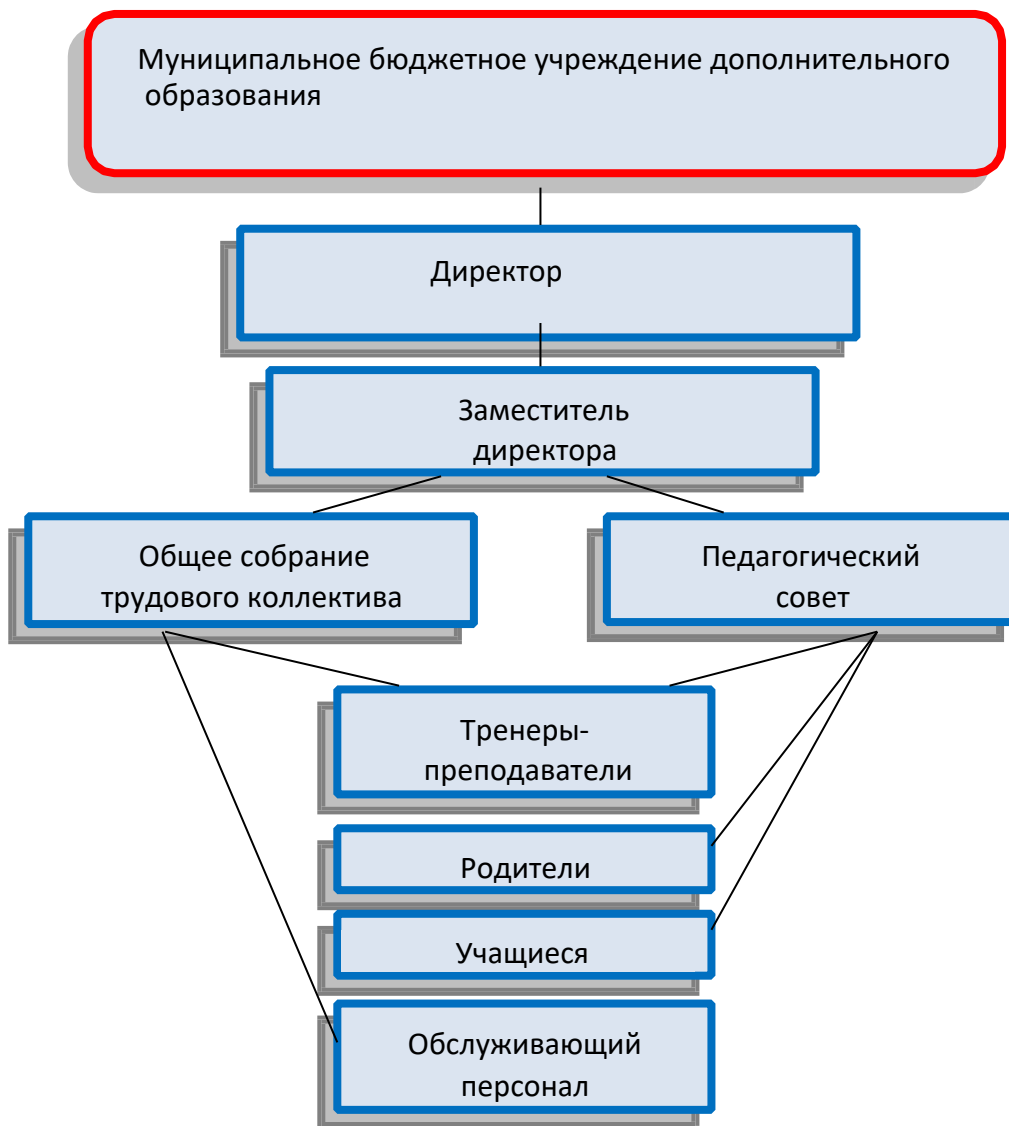 Муниципальное бюджетное учреждение дополнительного
образования
Директор
Заместитель
директора
Общее собрание
трудового коллектива
Педагогический
совет
Тренеры-
преподаватели
Родители
Учащиеся
Обслуживающий
персонал